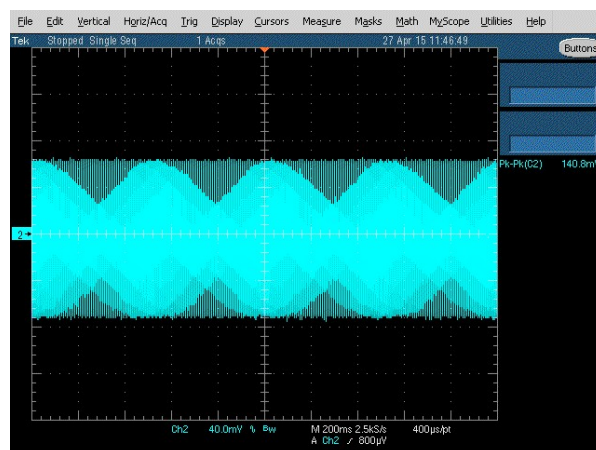 File Edit Vertical Horiz/Acq Trig Display Cursors Measure Masks Math MyScope Utilities Help
Tek Stopped Single Seq 1 Acqs 27 Apr 15 11:46:49 Buttons
Pk-Pk(C2) 140.8mV
2
Ch2 40.0mV Bw M 200ms 2.5kS/s 400µs/pt
A Ch2 800µV